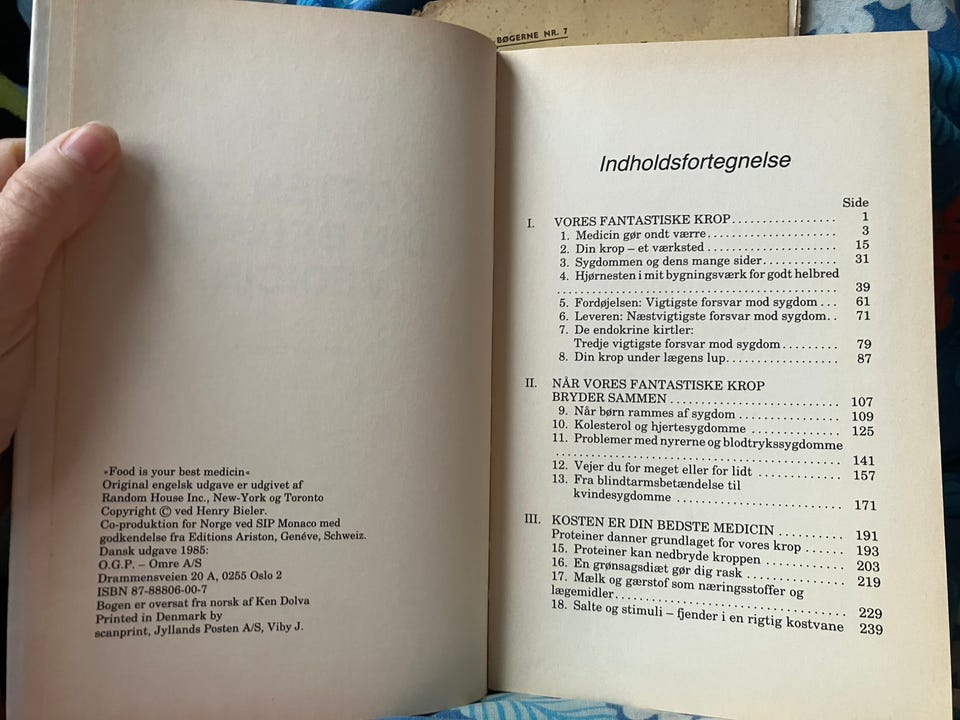 BØGERNE NR. 7
»Food is your best medicin«
Original engelsk udgave er udgivet af
Random House Inc., New-York og Toronto
Copyright © ved Henry Bieler.
Co-produktion for Norge ved SIP Monaco med
godkendelse fra Editions Ariston, Genéve, Schweiz.
Dansk udgave 1985:
O.G.P. – Omre A/S
Drammensveien 20 A, 0255 Oslo 2
ISBN 87-88806-00-7
Bogen er oversat fra norsk af Ken Dolva
Printed in Denmark by
scanprint, Jyllands Posten A/S, Viby J.
Indholdsfortegnelse
Side
I. VORES FANTASTISKE KROP ................ 1
1. Medicin gør ondt værre ................... 3
2. Din krop – et værksted ................... 15
3. Sygdommen og dens mange sider ............ 31
4. Hjørnesten i mit bygningsværk for godt helbred
........................................ 39
5. Fordøjelsen: Vigtigste forsvar mod sygdom ... 61
6. Leveren: Næstvigtigste forsvar mod sygdom .. 71
7. De endokrine kirtler:
Tredje vigtigste forsvar mod sygdom ......... 79
8. Din krop under lægens lup ................. 87
II. NÅR VORES FANTASTISKE KROP
BRYDER SAMMEN ........................ 107
9. Når børn rammes af sygdom ............... 109
10. Kolesterol og hjertesygdomme ............. 125
11. Problemer med nyrerne og blodtrykssygdomme
........................................ 141
12. Vejer du for meget eller for lidt ............. 157
13. Fra blindtarmsbetændelse til
kvindesygdomme ........................ 171
III. KOSTEN ER DIN BEDSTE MEDICIN ......... 191
Proteiner danner grundlaget for vores krop ...... 193
15. Proteiner kan nedbryde kroppen ............ 203
16. En grønsagsdiæt gør dig rask .............. 219
17. Mælk og gærstof som næringsstoffer og
lægemidler ................................ 229
18. Salte og stimuli – fjender i en rigtig kostvane 239